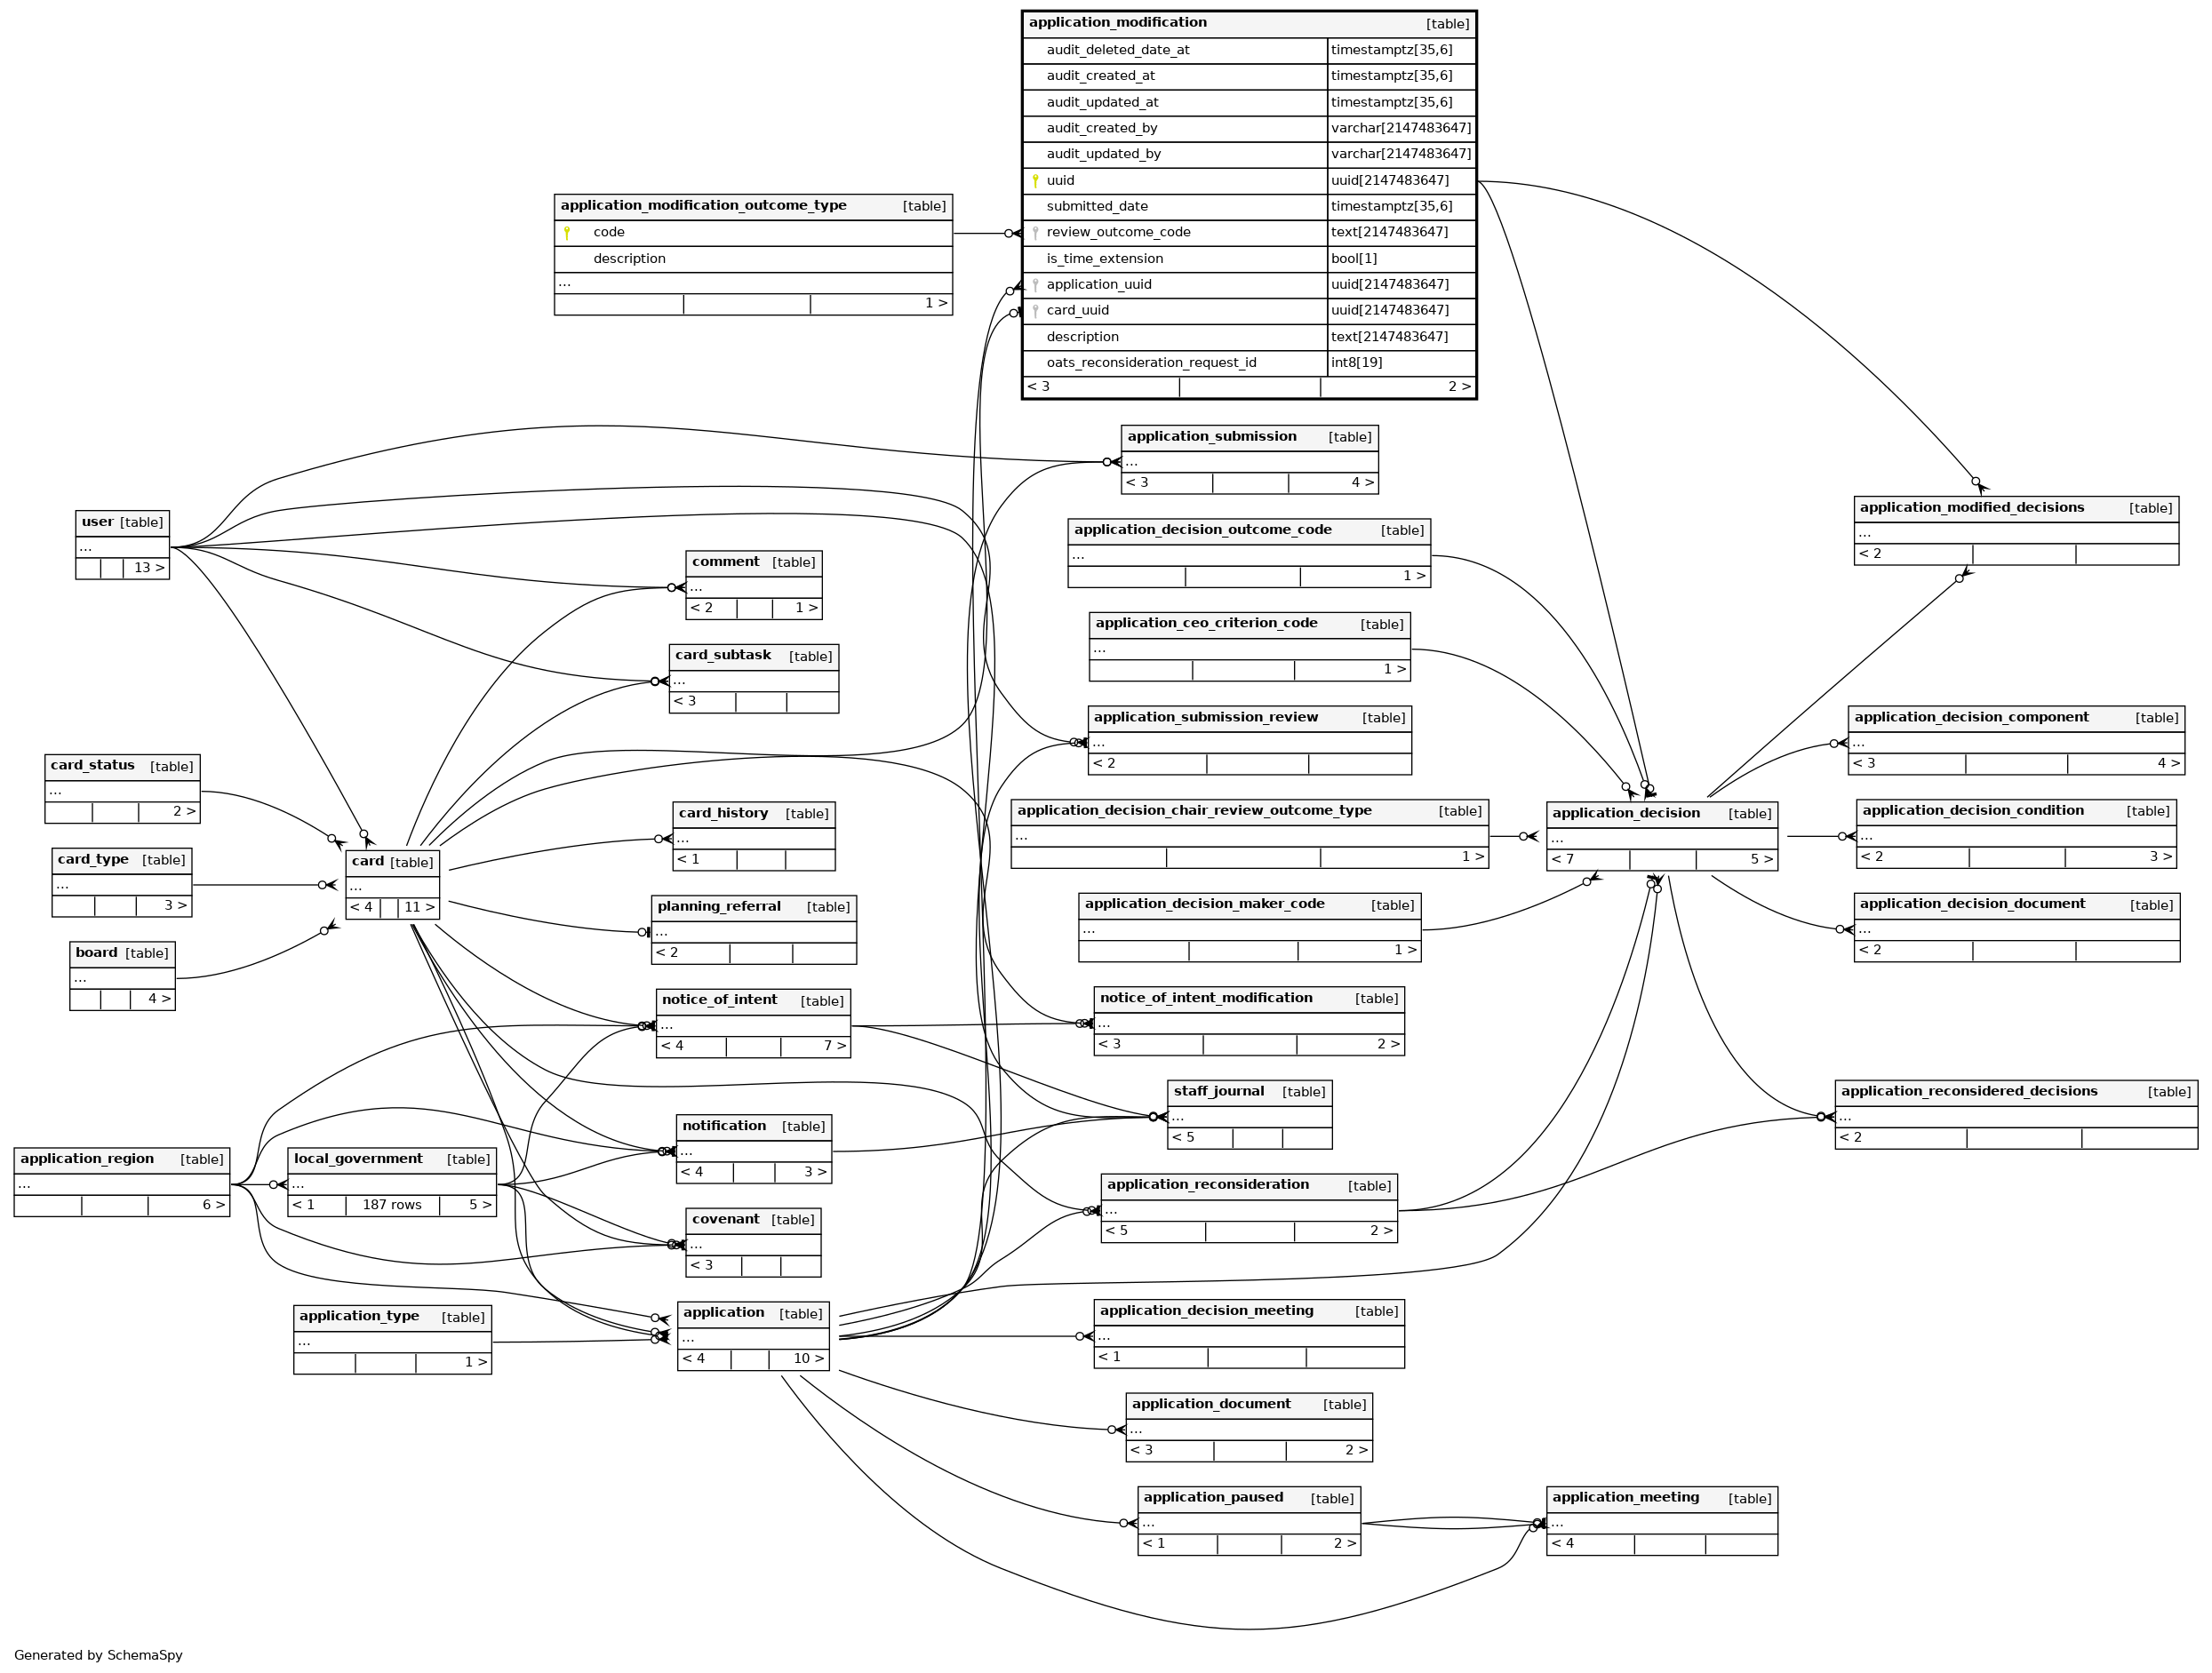 application_modification [table]
audit_deleted_date_at timestamptz[35,6]
audit_created_at timestamptz[35,6]
audit_updated_at timestamptz[35,6]
audit_created_by varchar[2147483647]
audit_updated_by varchar[2147483647]
uuid uuid[2147483647]
submitted_date timestamptz[35,6]
review_outcome_code text[2147483647]
is_time_extension bool[1]
application_uuid uuid[2147483647]
card_uuid uuid[2147483647]
description text[2147483647]
oats_reconsideration_request_id int8[19]
< 3 2 >
application_modification_outcome_type [table]
code
description
...
1 >
user [table]
...
13 >
card_status [table]
...
2 >
card_type [table]
...
3 >
board [table]
...
4 >
application_region [table]
...
6 >
card [table]
...
< 4 11 >
local_government [table]
...
< 1 187 rows 5 >
application_type [table]
...
1 >
comment [table]
...
< 2 1 >
card_subtask [table]
...
< 3
card_history [table]
...
< 1
planning_referral [table]
...
< 2
notice_of_intent [table]
...
< 4 7 >
notification [table]
...
< 4 3 >
covenant [table]
...
< 3
application [table]
...
< 4 10 >
application_submission [table]
...
< 3 4 >
application_decision_outcome_code [table]
...
1 >
application_ceo_criterion_code [table]
...
1 >
application_submission_review [table]
...
< 2
application_decision_chair_review_outcome_type [table]
...
1 >
application_decision_maker_code [table]
...
1 >
notice_of_intent_modification [table]
...
< 3 2 >
staff_journal [table]
...
< 5
application_reconsideration [table]
...
< 5 2 >
application_decision_meeting [table]
...
< 1
application_document [table]
...
< 3 2 >
application_paused [table]
...
< 1 2 >
application_decision [table]
...
< 7 5 >
application_meeting [table]
...
< 4
application_modified_decisions [table]
...
< 2
application_decision_component [table]
...
< 3 4 >
application_decision_condition [table]
...
< 2 3 >
application_decision_document [table]
...
< 2
application_reconsidered_decisions [table]
...
< 2
Generated by SchemaSpy